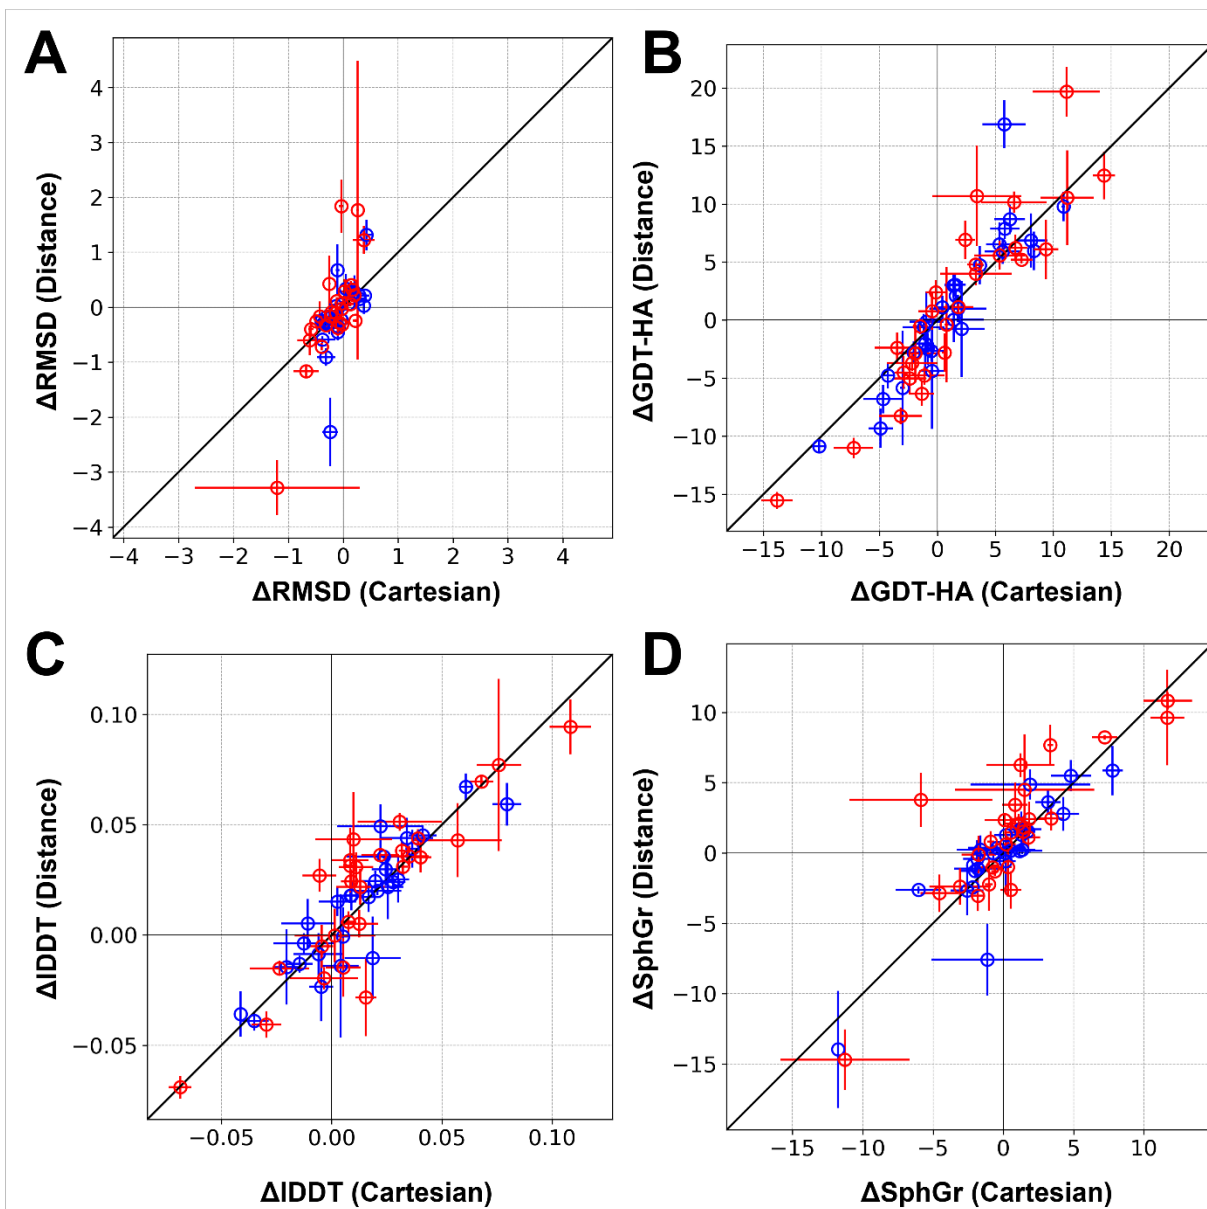 A
4
3
2
1
0
−1
−2
−3
−4
ΔRMSD (Distance)
−4 −3 −2 −1 0 1 2 3 4
ΔRMSD (Cartesian)
B
20
15
10
5
0
−5
−10
−15
ΔGDT-HA (Distance)
−15 −10 −5 0 5 10 15 20
ΔGDT-HA (Cartesian)
C
0.10
0.05
0.00
−0.05
ΔlDDT (Distance)
−0.05 0.00 0.05 0.10
ΔlDDT (Cartesian)
D
10
5
0
−5
−10
−15
ΔSphGr (Distance)
−15 −10 −5 0 5 10
ΔSphGr (Cartesian)